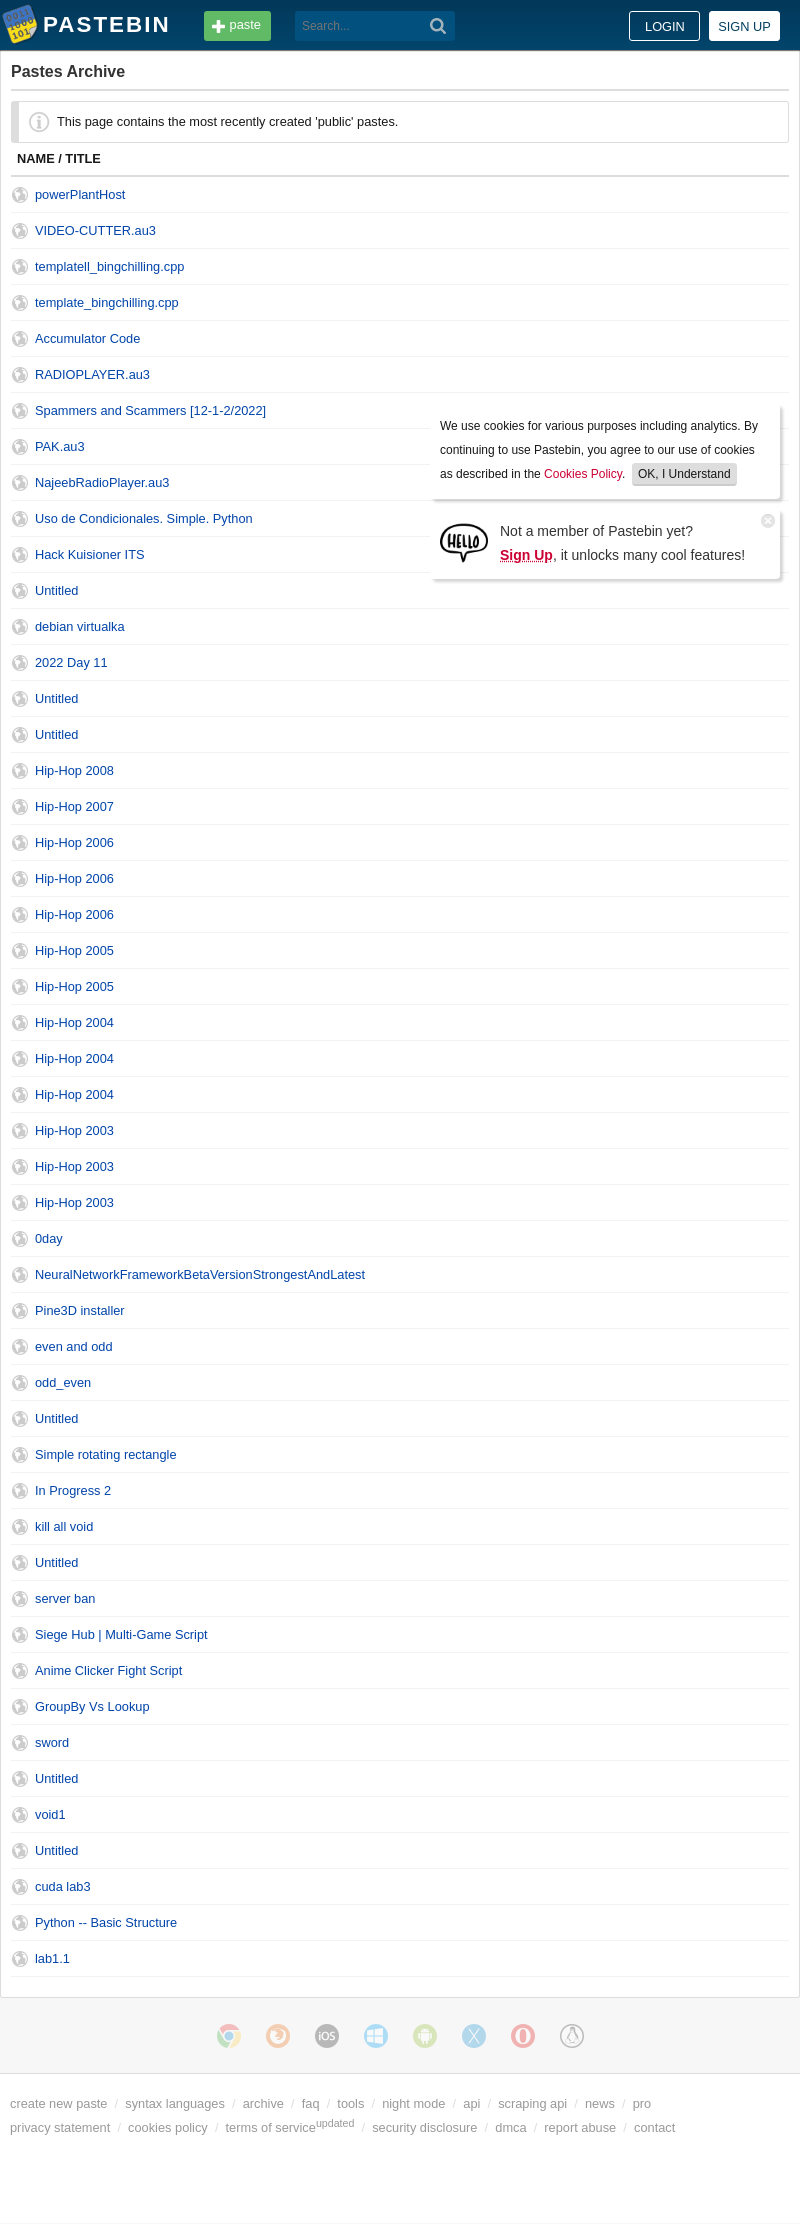 PASTEBIN
paste
Search...
LOGIN
SIGN UP
Pastes Archive
This page contains the most recently created 'public' pastes.
NAME / TITLE
powerPlantHost
VIDEO-CUTTER.au3
templatell_bingchilling.cpp
template_bingchilling.cpp
Accumulator Code
RADIOPLAYER.au3
Spammers and Scammers [12-1-2/2022]
PAK.au3
NajeebRadioPlayer.au3
Uso de Condicionales. Simple. Python
Hack Kuisioner ITS
We use cookies for various purposes including analytics. By
continuing to use Pastebin, you agree to our use of cookies
as described in the Cookies Policy. OK, I Understand
HELLO
Not a member of Pastebin yet?
Sign Up, it unlocks many cool features!
Untitled
debian virtualka
2022 Day 11
Untitled
Untitled
Hip-Hop 2008
Hip-Hop 2007
Hip-Hop 2006
Hip-Hop 2006
Hip-Hop 2006
Hip-Hop 2005
Hip-Hop 2005
Hip-Hop 2004
Hip-Hop 2004
Hip-Hop 2004
Hip-Hop 2003
Hip-Hop 2003
Hip-Hop 2003
0day
NeuralNetworkFrameworkBetaVersionStrongestAndLatest
Pine3D installer
even and odd
odd_even
Untitled
Simple rotating rectangle
In Progress 2
kill all void
Untitled
server ban
Siege Hub | Multi-Game Script
Anime Clicker Fight Script
GroupBy Vs Lookup
sword
Untitled
void1
Untitled
cuda lab3
Python -- Basic Structure
lab1.1
iOS
create new paste / syntax languages / archive / faq / tools / night mode / api / scraping api / news / pro
privacy statement / cookies policy / terms of serviceupdated / security disclosure / dmca / report abuse / contact